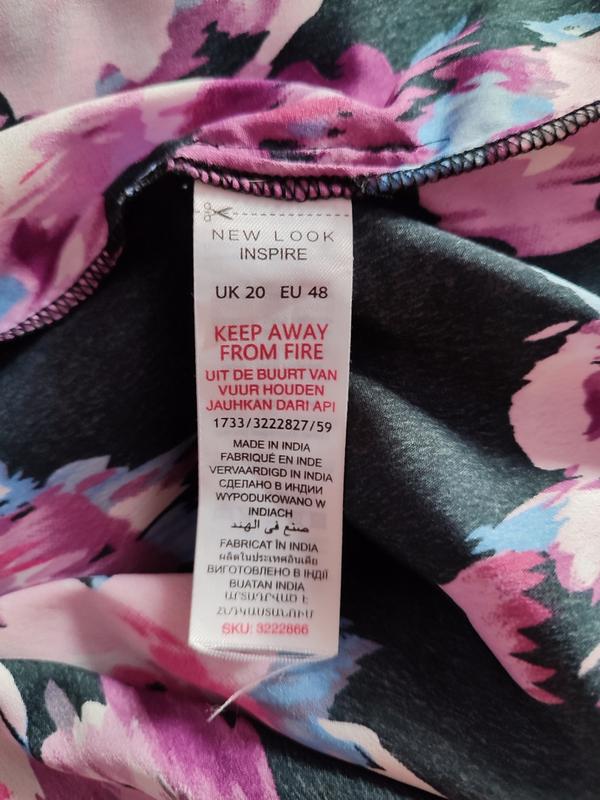 NEW LOOK
INSPIRE
UK 20 EU 48
KEEP AWAY
FROM FIRE
UIT DE BUURT VAN
VUUR HOUDEN
JAUHKAN DARI API
1733/3222827/59
MADE IN INDIA
FABRIQUÉ EN INDE
VERVAARDIGD IN INDIA
СДЕЛАНО В ИНДИИ
WYPODUKOWANO W
INDIACH
صنع في الهند
FABRICAT ÎN INDIA
ผลิตในประเทศอินเดีย
ВИГОТОВЛЕНО В ІНДІЇ
BUATAN INDIA
ԱՐՏԱԴՐՎԱԾ Է
ՀՆԴԿԱՍՏԱՆՈՒՄ
SKU: 3222866